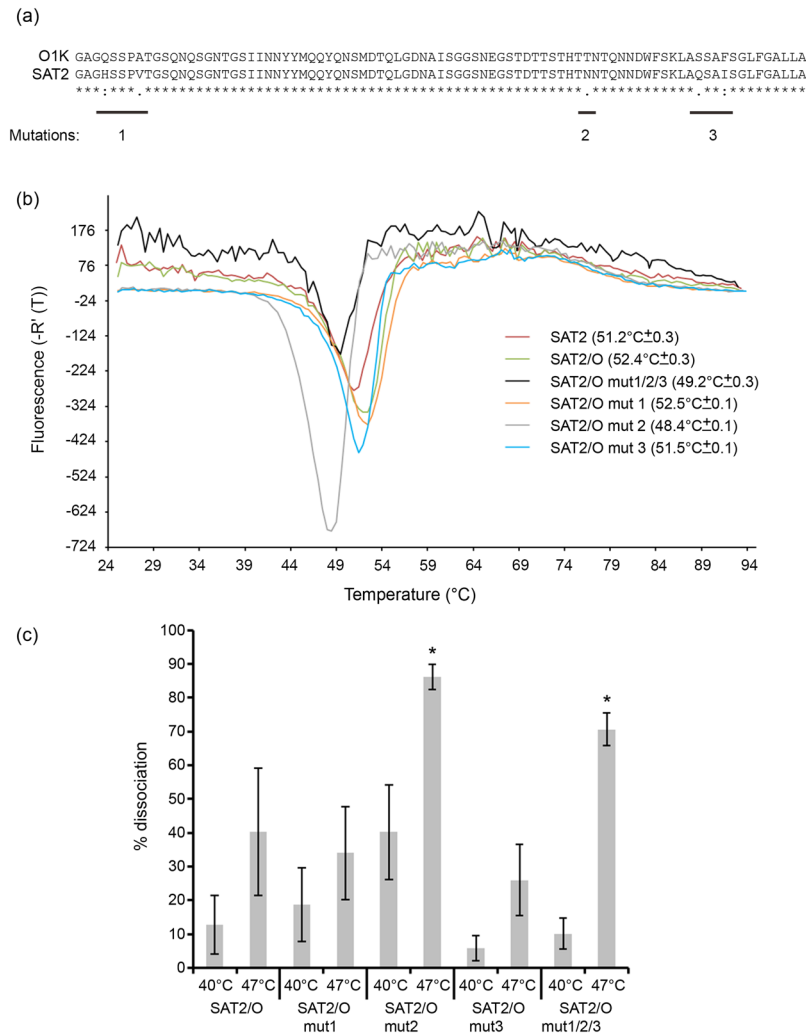 (a)
O1K GAGQSSPATGSQNQSGNTGSIINNYYMQQYQNSMDTQLGDNAISGGSNEGSTDTTSTHTTNTQNNDWFSKLASSAFSGLFGALLA
SAT2 GAGHSSPVTGSQNQSGNTGSIINNYYMQQYQNSMDTQLGDNAISGGSNEGSTDTTSTHTNNTQNNDWFSKLAQSAISGLFGALLA
***:***.***************************************************:************.**:*********
Mutations: 1 2 3
(b)
Fluorescence (-R' (T))
176
76
-24
-124
-224
-324
-424
-524
-624
-724
SAT2 (51.2°C±0.3)
SAT2/O (52.4°C±0.3)
SAT2/O mut1/2/3 (49.2°C±0.3)
SAT2/O mut 1 (52.5°C±0.1)
SAT2/O mut 2 (48.4°C±0.1)
SAT2/O mut 3 (51.5°C±0.1)
24 29 39 44 49 54 59 64 69 74 79 84 89 94
Temperature (°C)
(c)
% dissociation
100
90
80
70
60
50
40
30
20
10
0
* *
40°C 47°C 40°C 47°C 40°C 47°C 40°C 47°C 40°C 47°C
SAT2/O SAT2/O SAT2/O SAT2/O SAT2/O
mut1 mut2 mut3 mut1/2/3